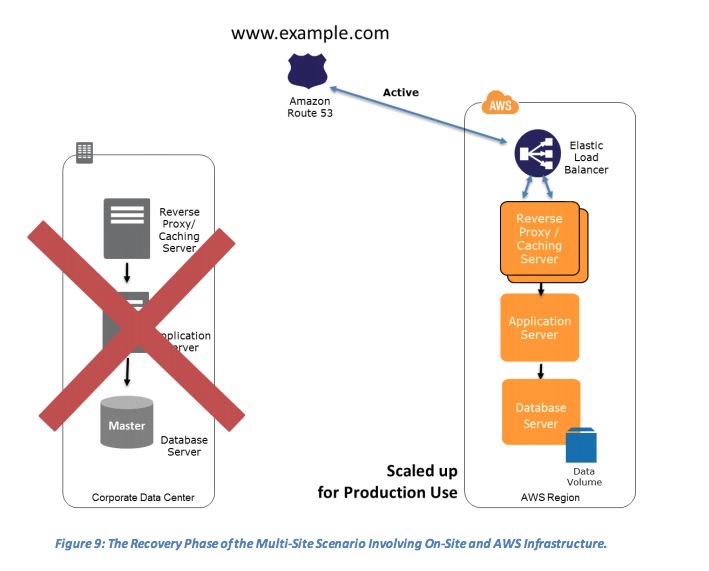 www.example.com
Amazon
Route 53
Active
AWS
Elastic
Load
Balancer
Reverse
Proxy/
Caching
Server
Reverse
Proxy /
Caching
Server
pplication
erver
Application
Server
Master
Database
Server
Database
Server
Data
Volume
Scaled up
for Production Use
Corporate Data Center
AWS Region
Figure 9: The Recovery Phase of the Multi-Site Scenario Involving On-Site and AWS Infrastructure.